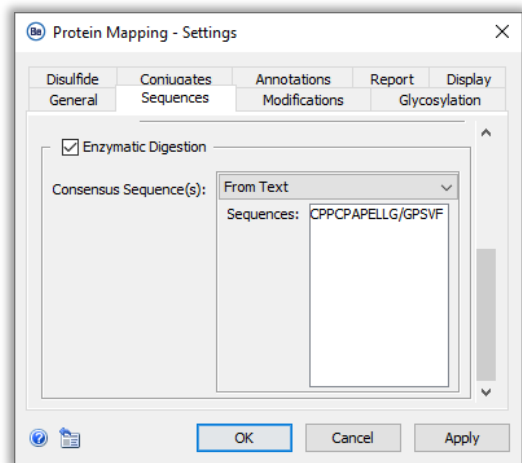 Be Protein Mapping - Settings
Disulfide Conjugates Annotations Report Display
General Sequences Modifications Glycosylation
Enzymatic Digestion
Consensus Sequence(s): From Text
Sequences: CPPCPAPELLG/GPSVF
OK Cancel Apply